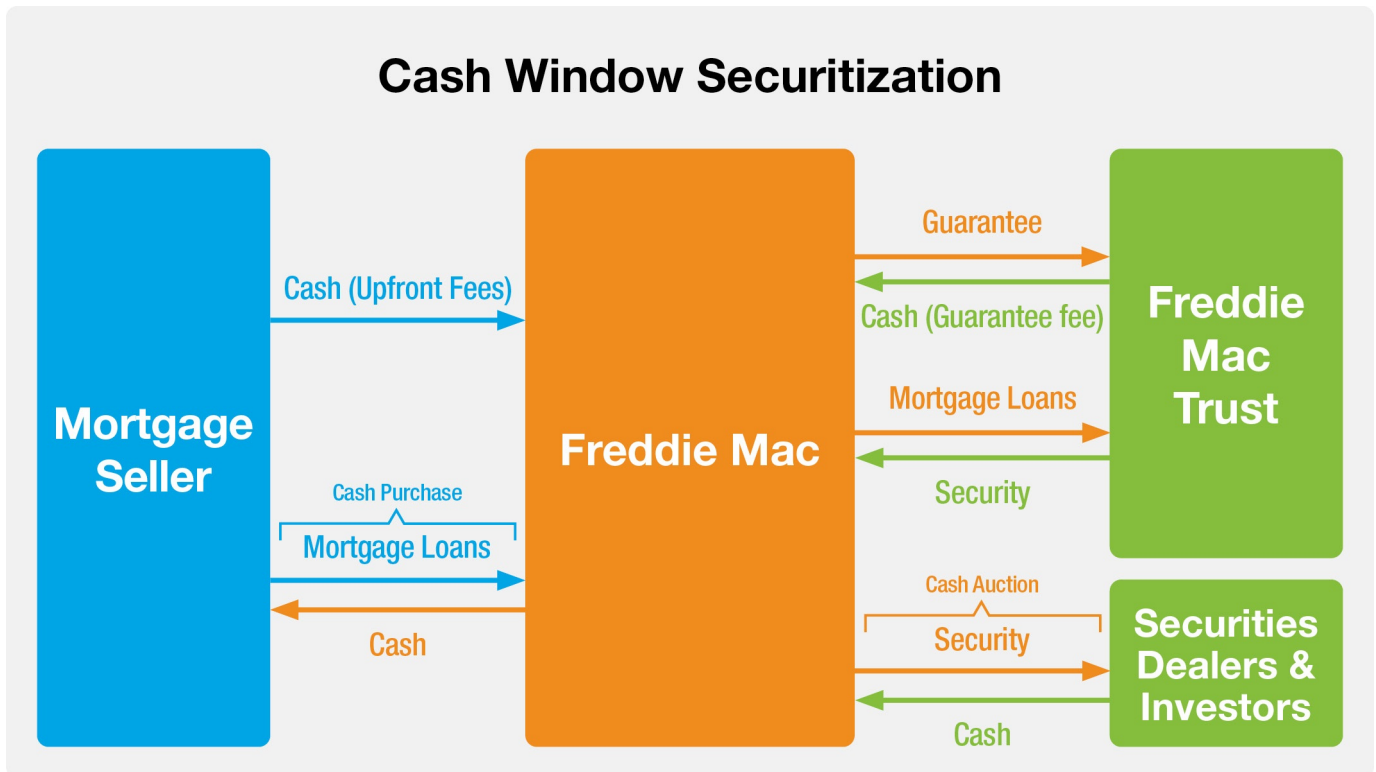 Cash Window Securitization
Mortgage
Seller
Cash (Upfront Fees)
Cash Purchase
Mortgage Loans
Cash
Freddie Mac
Guarantee
Cash (Guarantee fee)
Mortgage Loans
Security
Cash Auction
Security
Cash
Freddie
Mac
Trust
Securities
Dealers &
Investors